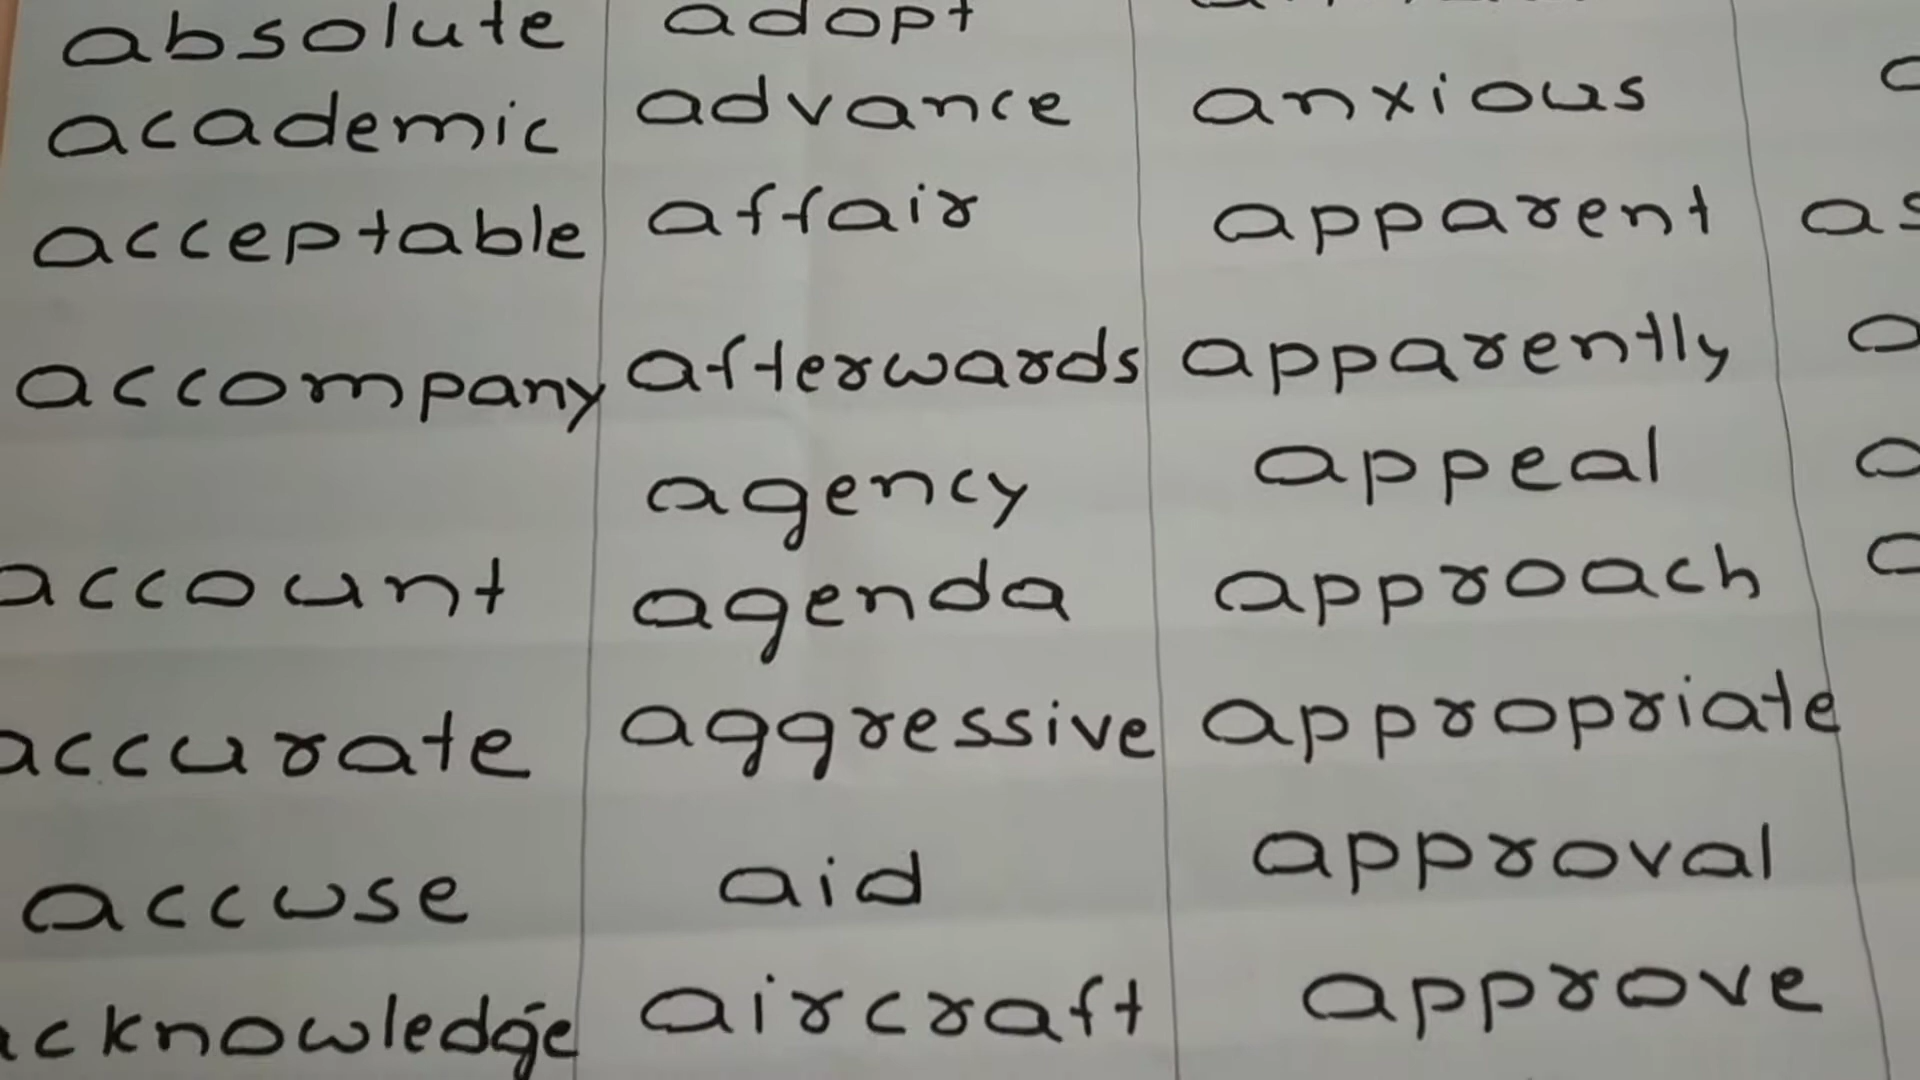 absolute
academic
acceptable
accompany
account
accurate
accuse
acknowledge
adopt
advance
affair
afterwards
agency
agenda
aggressive
aid
aircraft
anxious
apparent
apparently
appeal
approach
appropriate
approval
approve